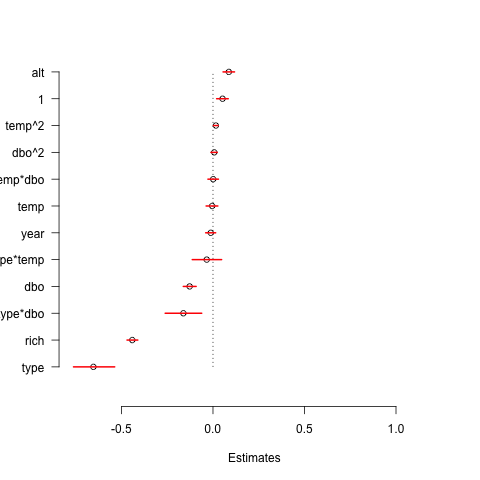 alt
1
temp^2
dbo^2
emp*dbo
temp
year
pe*temp
dbo
ype*dbo
rich
type
-0.5 0.0 0.5 1.0
Estimates